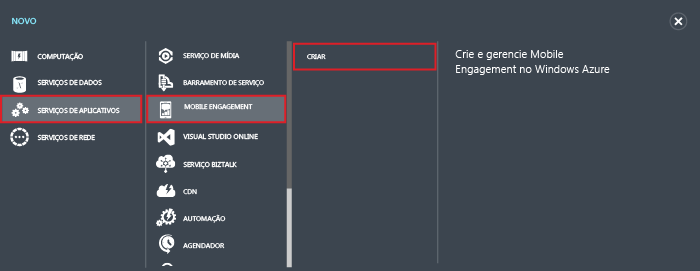 NOVO
COMPUTAÇÃO
SERVIÇOS DE DADOS
SERVIÇOS DE APLICATIVOS
SERVIÇOS DE REDE
SERVIÇO DE MÍDIA
BARRAMENTO DE SERVIÇO
MOBILE ENGAGEMENT
VISUAL STUDIO ONLINE
SERVIÇO BIZTALK
CDN
AUTOMAÇÃO
AGENDADOR
CRIAR
Crie e gerencie Mobile
Engagement no Windows Azure